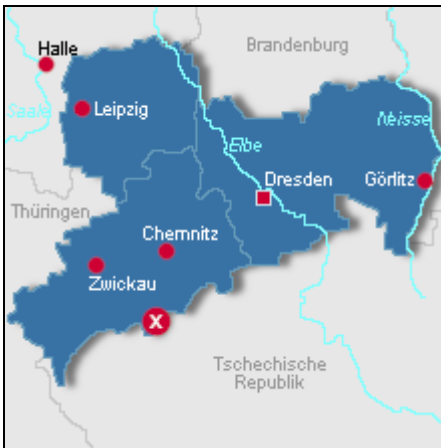 Brandenburg
Halle
Saale
Leipzig
Neisse
Elbe
Dresden
Görlitz
Thüringen
Chemnitz
Zwickau
X
Tschechische
Republik